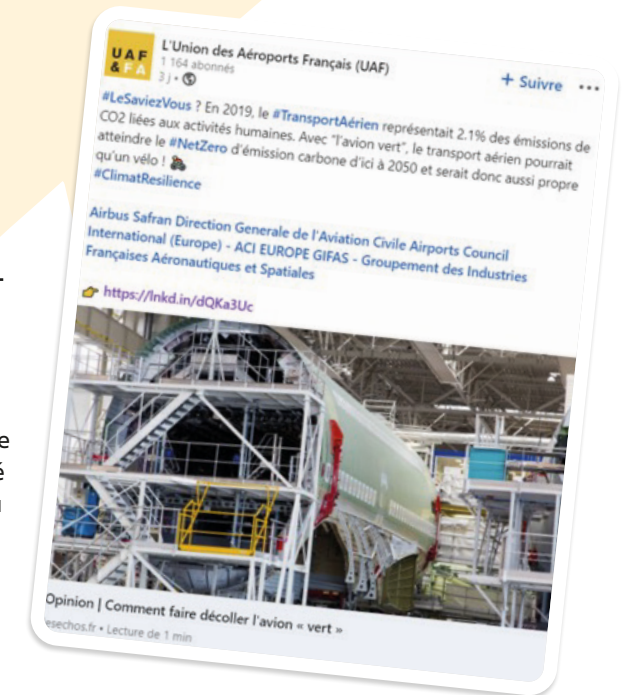 UAF
& FA
L'Union des Aéroports Français (UAF)
1 164 abonnés
3 j •
+ Suivre ...
#LeSaviezVous ? En 2019, le #TransportAérien représentait 2.1% des émissions de
CO2 liées aux activités humaines. Avec "l'avion vert", le transport aérien pourrait
atteindre le #NetZero d'émission carbone d'ici à 2050 et serait donc aussi propre
qu'un vélo !
#ClimatResilience
Airbus Safran Direction Generale de l'Aviation Civile Airports Council
International (Europe) - ACI EUROPE GIFAS - Groupement des Industries
Françaises Aéronautiques et Spatiales
https://lnkd.in/dQKa3Uc
Opinion | Comment faire décoller l'avion « vert »
esechos.fr • Lecture de 1 min
e
é